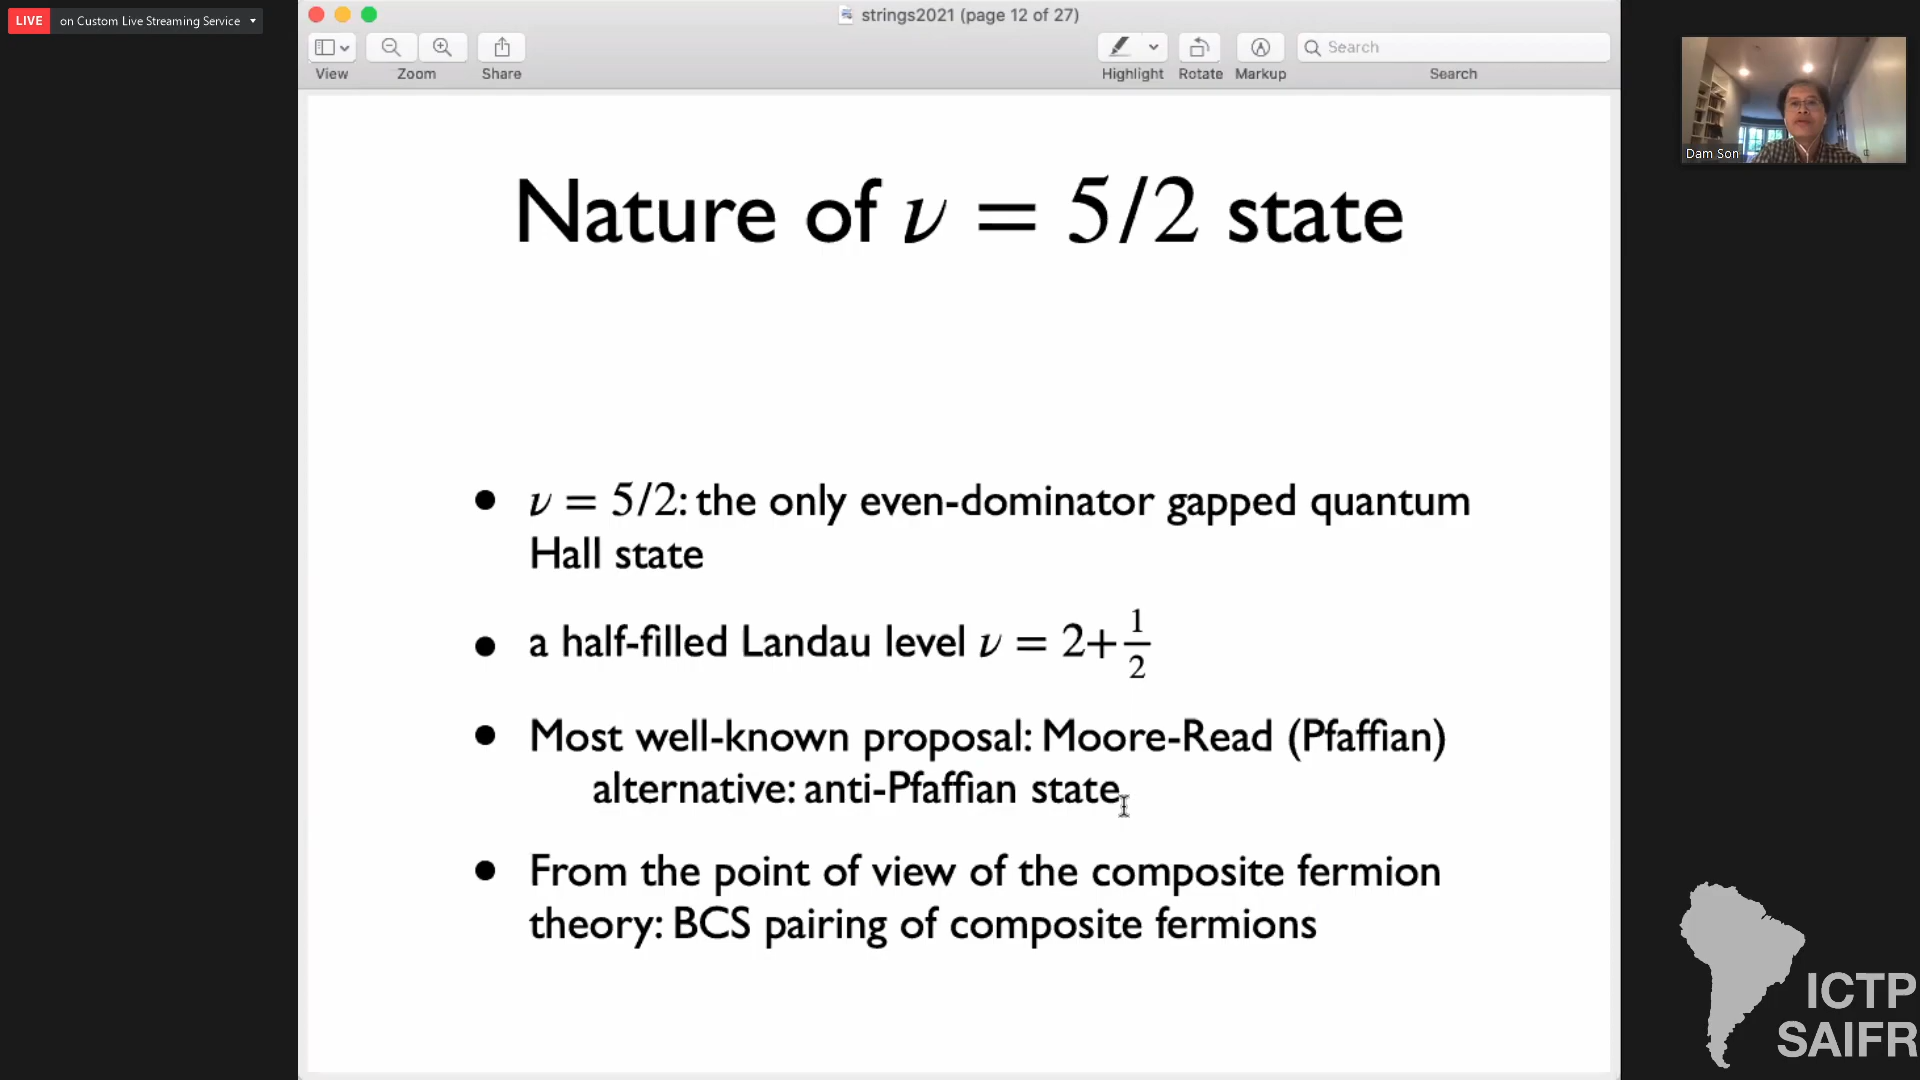 LIVE on Custom Live Streaming Service
strings2021 (page 12 of 27)
View Zoom Share Highlight Rotate Markup Search
Search
Dam Son
Nature of ν = 5/2 state
ν = 5/2: the only even-dominator gapped quantum
Hall state
a half-filled Landau level ν = 2+1/2
Most well-known proposal: Moore-Read (Pfaffian)
alternative: anti-Pfaffian state
From the point of view of the composite fermion
theory: BCS pairing of composite fermions
ICTP
SAIFR